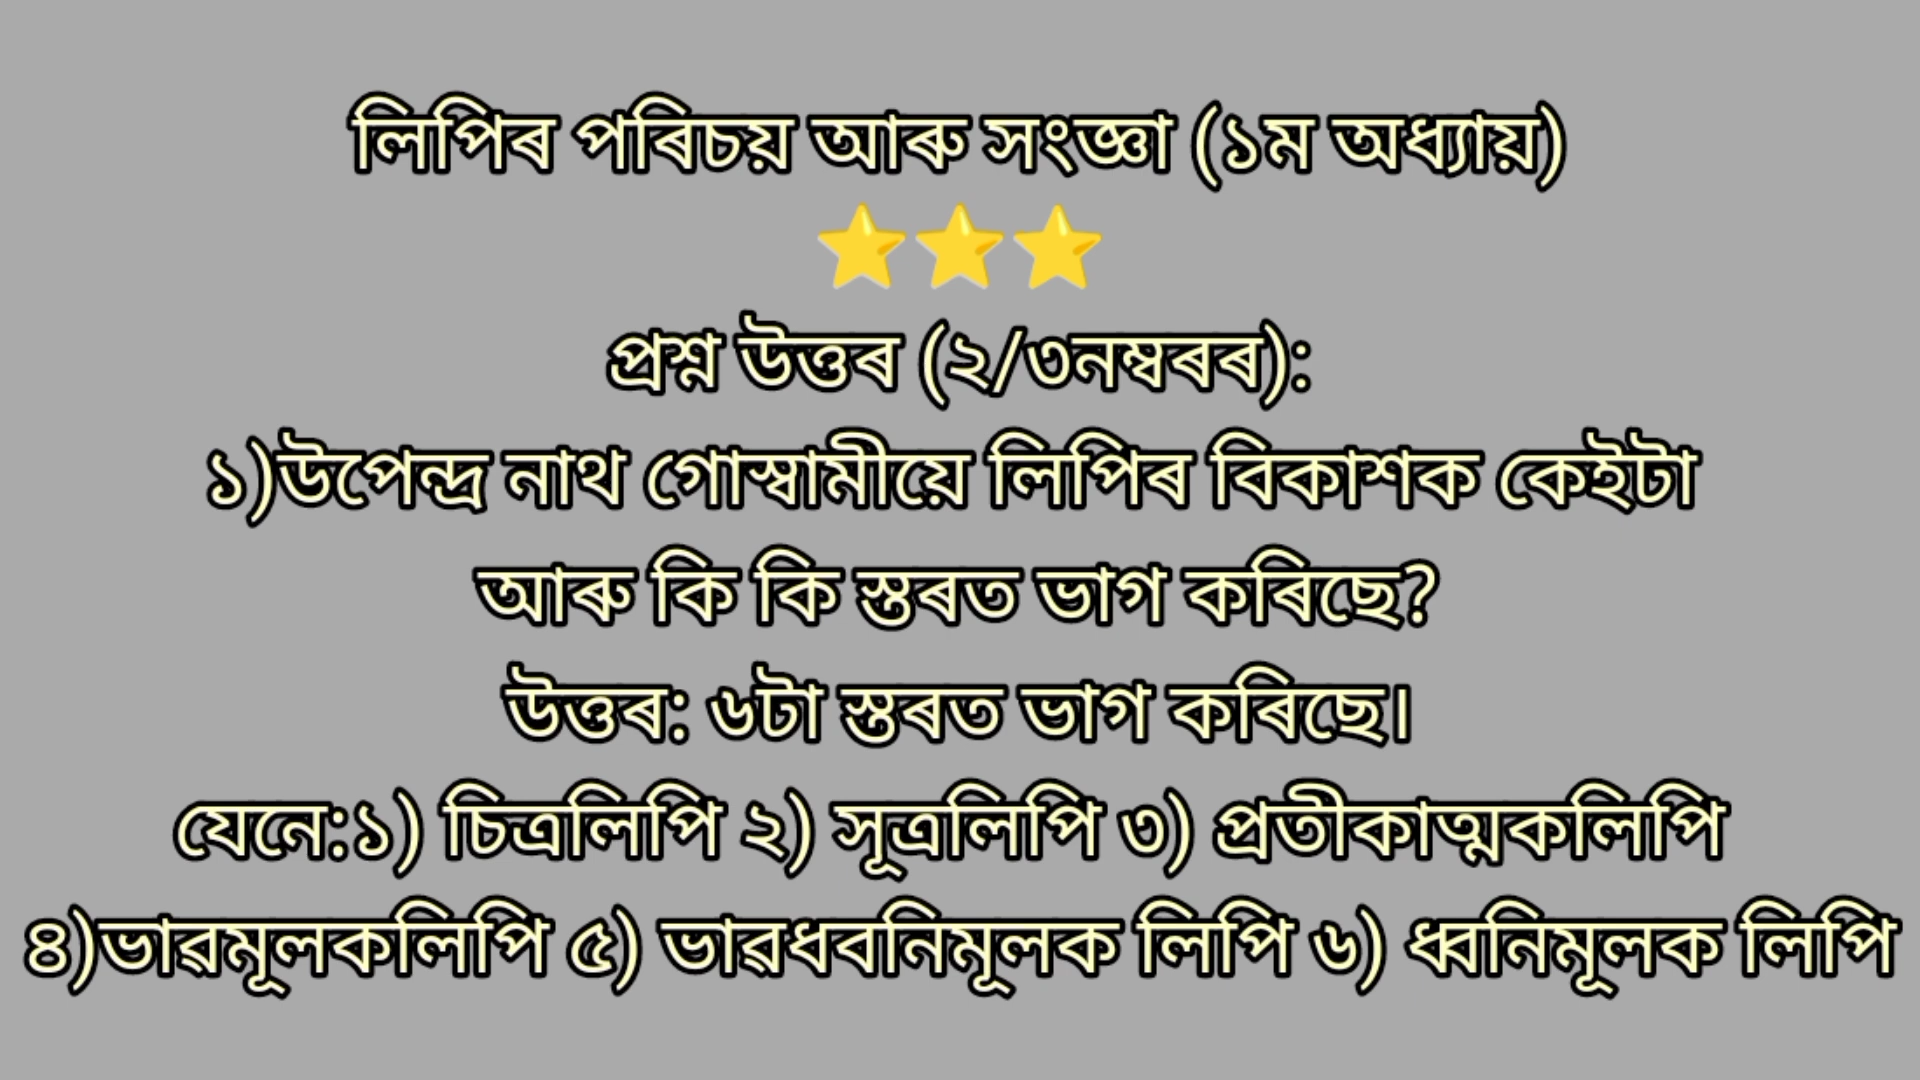 লিপিৰ পৰিচয় আৰু সংজ্ঞা (১ম অধ্যায়)
⭐⭐⭐
প্ৰশ্ন উত্তৰ (২/৩নম্বৰৰ):
১)উপেন্দ্ৰ নাথ গোস্বামীয়ে লিপিৰ বিকাশক কেইটা
আৰু কি কি স্তৰত ভাগ কৰিছে?
উত্তৰ: ৬টা স্তৰত ভাগ কৰিছে।
যেনে:১) চিত্ৰলিপি ২) সূত্ৰলিপি ৩) প্ৰতীকাত্মকলিপি
৪)ভাৱমূলকলিপি ৫) ভাৱধবনিমূলক লিপি ৬) ধ্বনিমূলক লিপি